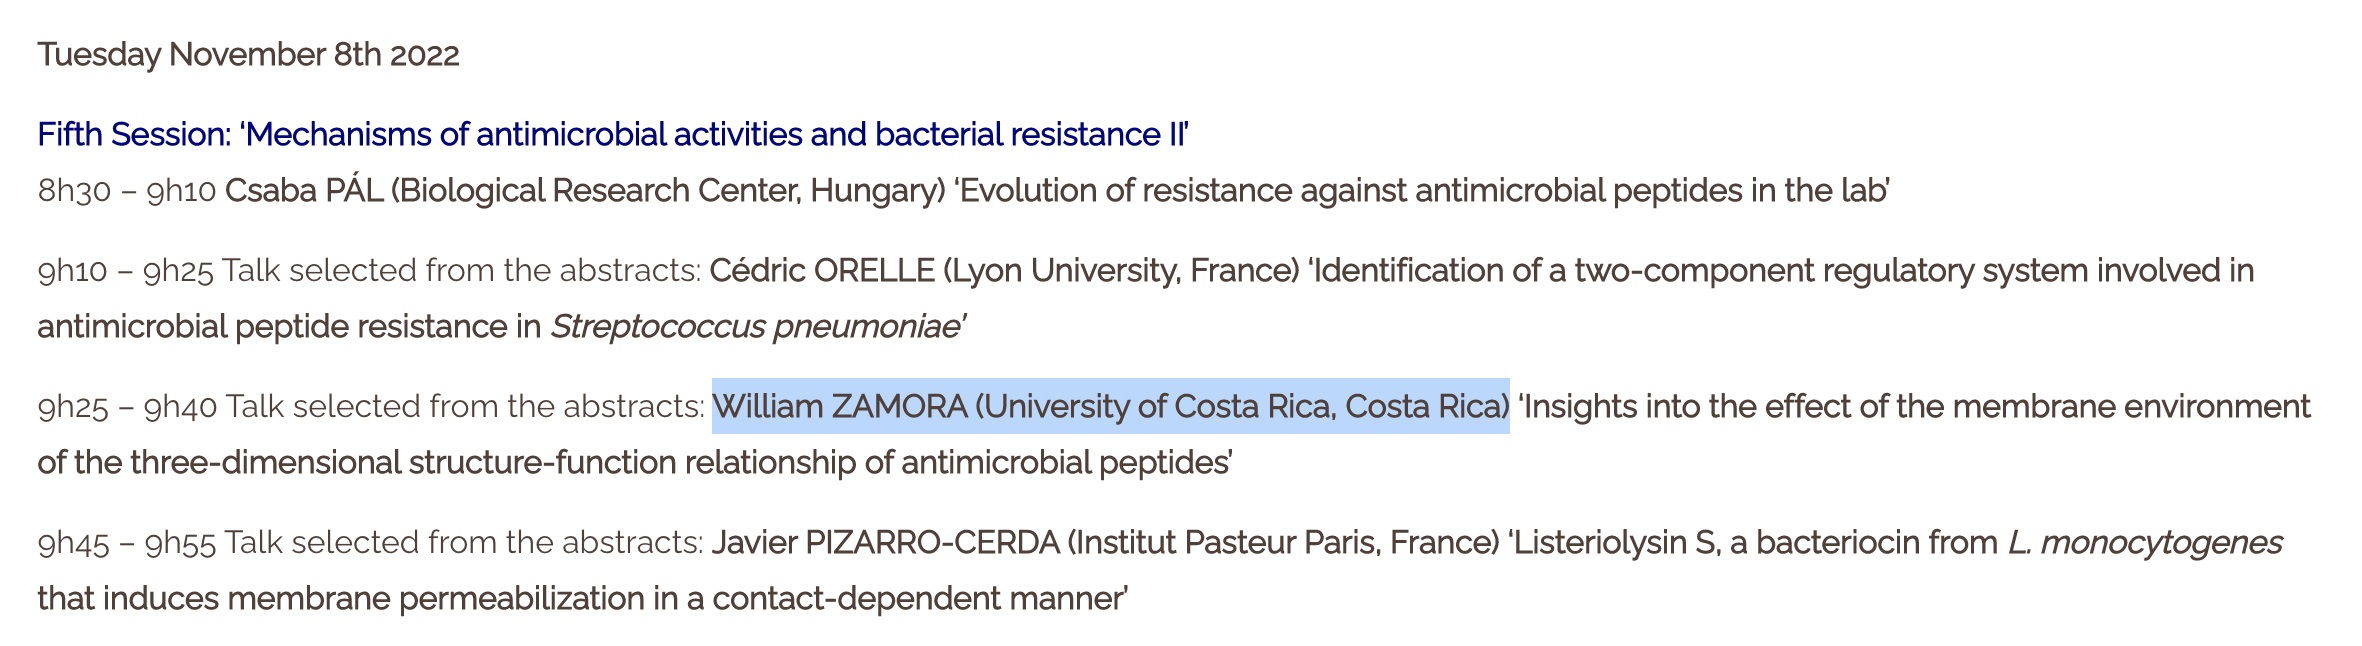 Tuesday November 8th 2022
Fifth Session: ‘Mechanisms of antimicrobial activities and bacterial resistance II’
8h30 – 9h10 Csaba PÁL (Biological Research Center, Hungary) ‘Evolution of resistance against antimicrobial peptides in the lab’
9h10 – 9h25 Talk selected from the abstracts: Cédric ORELLE (Lyon University, France) ‘Identification of a two-component regulatory system involved in
antimicrobial peptide resistance in Streptococcus pneumoniae’
9h25 – 9h40 Talk selected from the abstracts: William ZAMORA (University of Costa Rica, Costa Rica) ‘Insights into the effect of the membrane environment
of the three-dimensional structure-function relationship of antimicrobial peptides’
9h45 – 9h55 Talk selected from the abstracts: Javier PIZARRO-CERDA (Institut Pasteur Paris, France) ‘Listeriolysin S, a bacteriocin from L. monocytogenes
that induces membrane permeabilization in a contact-dependent manner’